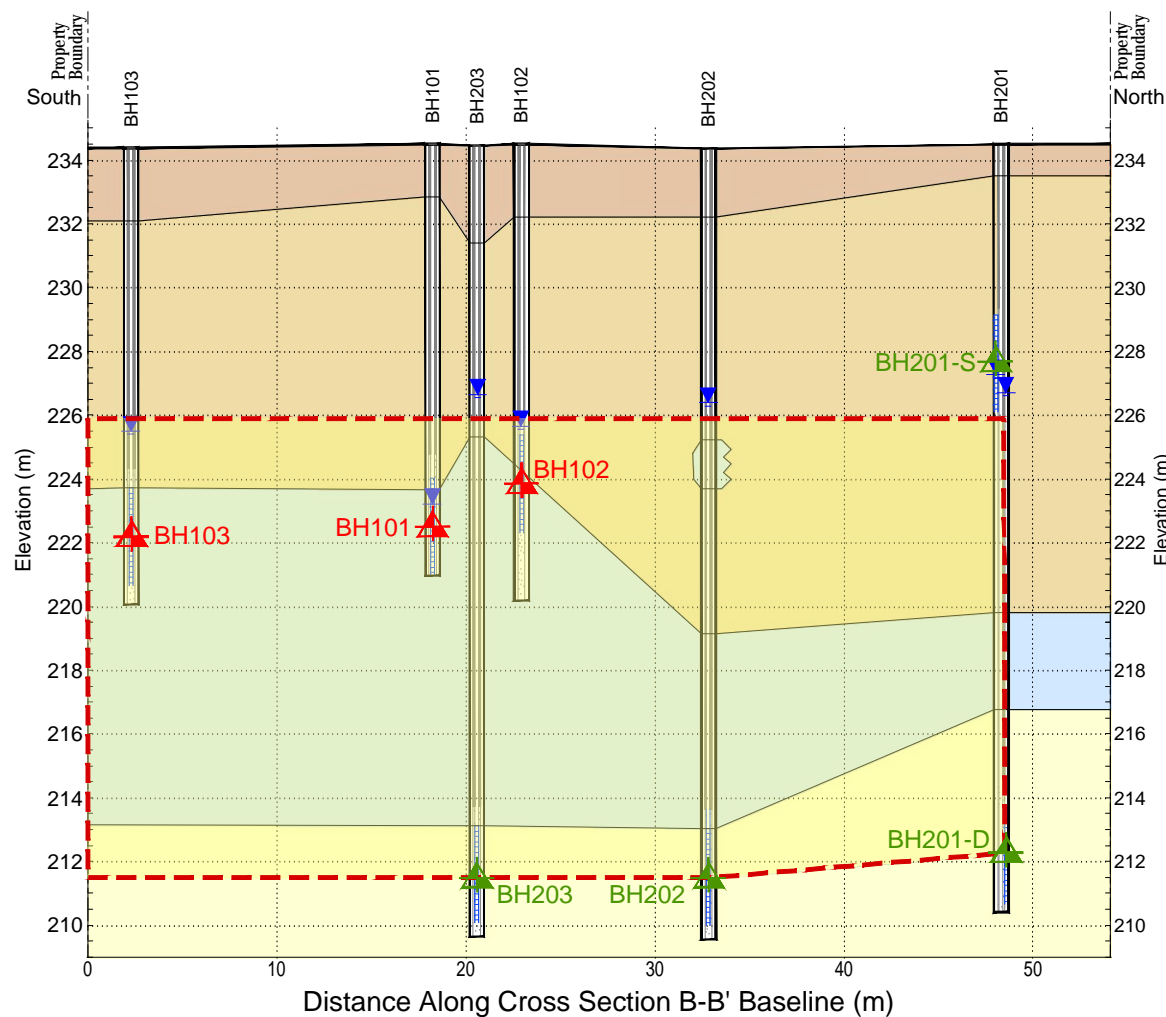 Property
Boundary
Property
Boundary
South
BH103
BH101
BH203
BH102
BH202
BH201
North
234
232
230
228
226
224
222
220
218
216
214
212
210
234
232
230
228
226
224
222
220
218
216
214
212
210
Elevation (m)
Elevation (m)
BH201-S
BH102
BH101
BH103
BH201-D
BH203
BH202
0
10
20
30
40
50
Distance Along Cross Section B-B' Baseline (m)